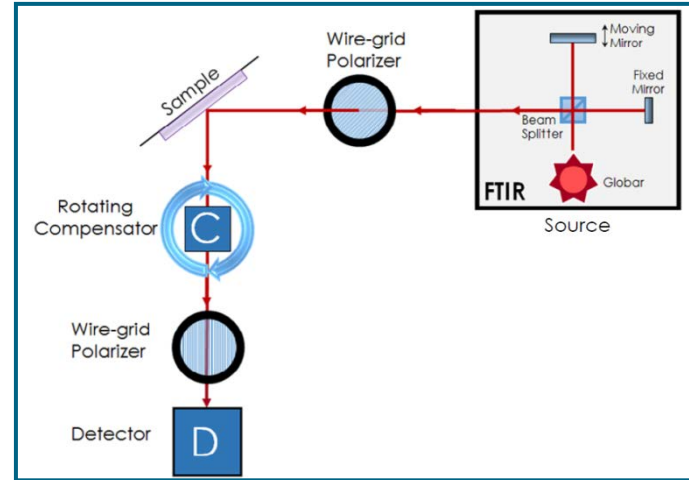 Moving
Mirror
Wire-grid
Polarizer
Sample
Fixed
Mirror
Beam
Splitter
FTIR
Globar
Source
Rotating
Compensator
C
Wire-grid
Polarizer
Detector
D